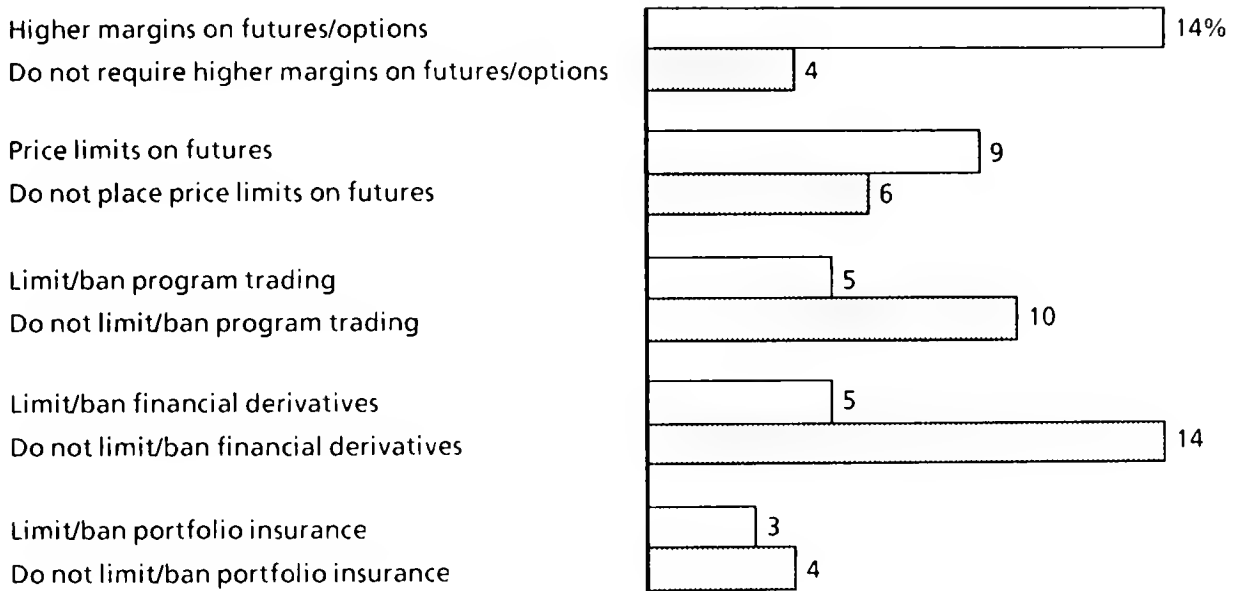 Higher margins on futures/options 14%
Do not require higher margins on futures/options 4
Price limits on futures 9
Do not place price limits on futures 6
Limit/ban program trading 5
Do not limit/ban program trading 10
Limit/ban financial derivatives 5
Do not limit/ban financial derivatives 14
Limit/ban portfolio insurance 3
Do not limit/ban portfolio insurance 4